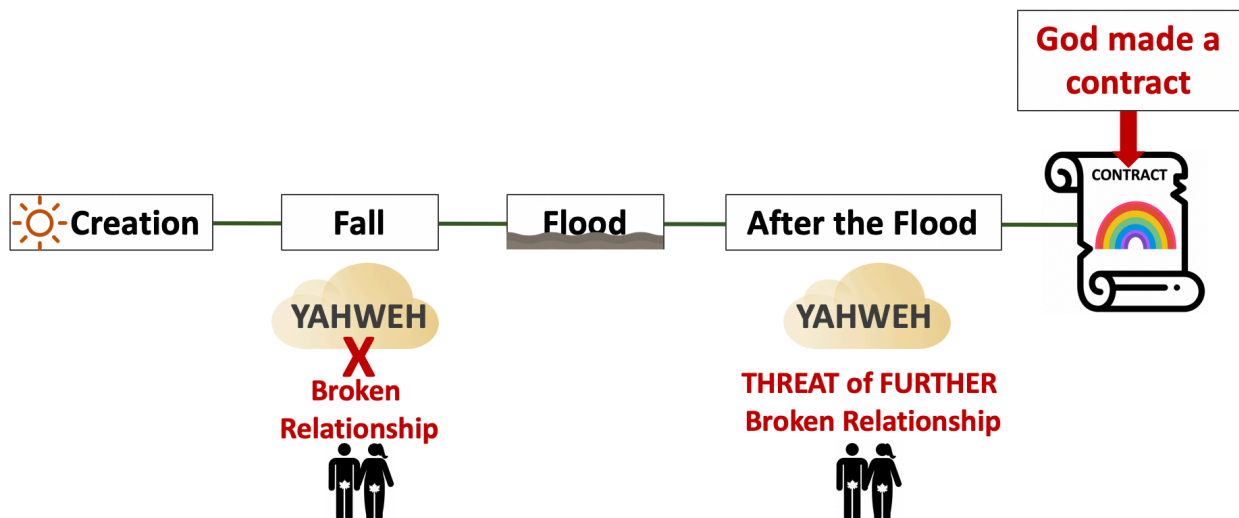 God made a
contract
CONTRACT
Creation
Fall
Flood
After the Flood
YAHWEH
X
Broken
Relationship
YAHWEH
THREAT of FURTHER
Broken Relationship